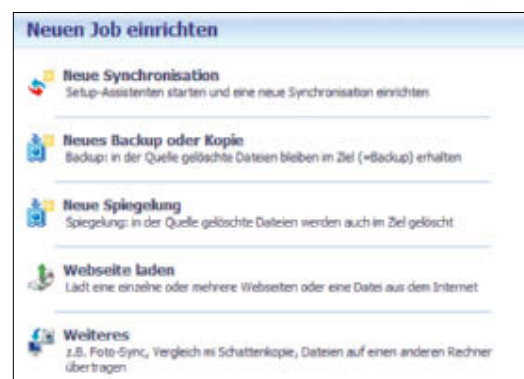 Neuen Job einrichten
Neue Synchronisation
Setup-Assistenten starten und eine neue Synchronisation einrichten
Neues Backup oder Kopie
Backup: in der Quelle gelöschte Dateien bleiben im Ziel (=Backup) erhalten
Neue Spiegelung
Spiegelung: in der Quelle gelöschte Dateien werden auch im Ziel gelöscht
Webseite laden
Lädt eine einzelne oder mehrere Webseiten oder eine Datei aus dem Internet
Weiteres
z.B. Foto-Sync, Vergleich mi Schattenkopie, Dateien auf einen anderen Rechner
übertragen